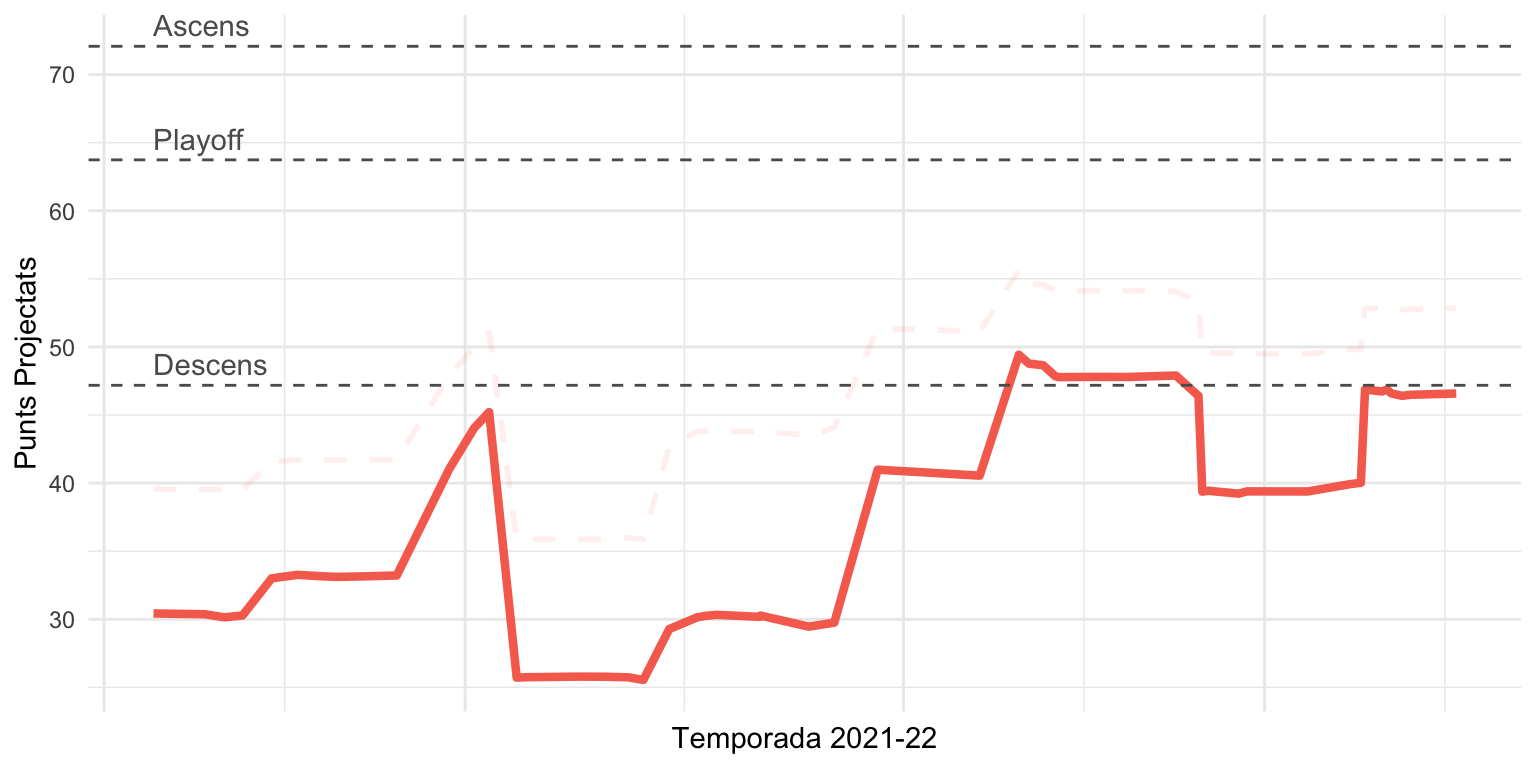 Ascens
70
Playoff
60
50
Descens
40
30
Punts Projectats
Temporada 2021-22